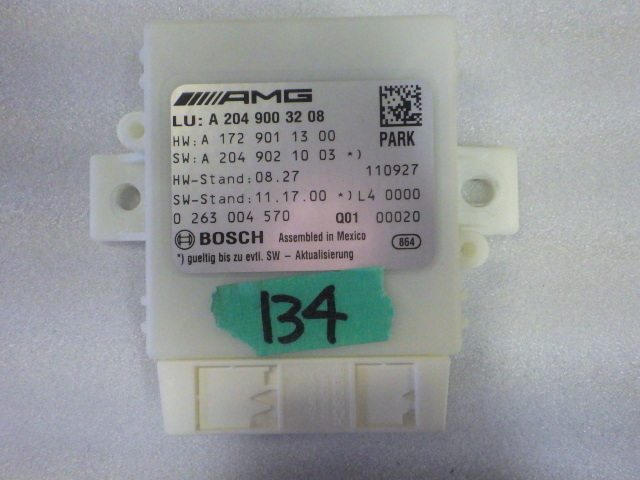 AMG
LU: A 204 900 32 08
HW: A 172 901 13 00 PARK
SW: A 204 902 10 03 *)
HW-Stand: 08.27 110927
SW-Stand: 11.17.00 *) L4 0000
0 263 004 570 Q01 00020
BOSCH Assembled in Mexico 864
*) gueltig bis zu evtl. SW - Aktualisierung
134